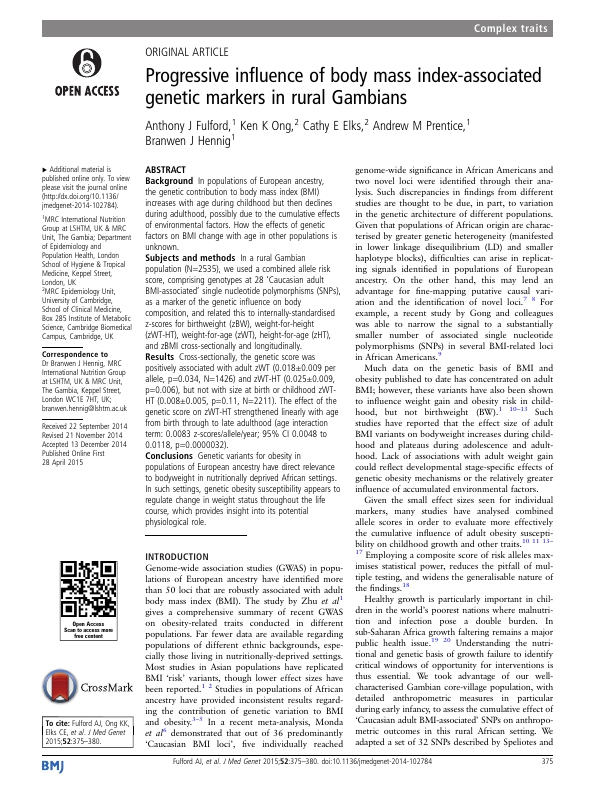 Complex traits
OPEN ACCESS
ORIGINAL ARTICLE
Progressive influence of body mass index-associated
genetic markers in rural Gambians
Anthony J Fulford,1 Ken K Ong,2 Cathy E Elks,2 Andrew M Prentice,1
Branwen J Hennig1
▶ Additional material is
published online only. To view
please visit the journal online
(http://dx.doi.org/10.1136/
jmedgenet-2014-102784).
1MRC International Nutrition
Group at LSHTM, UK & MRC
Unit, The Gambia; Department
of Epidemiology and
Population Health, London
School of Hygiene & Tropical
Medicine, Keppel Street,
London, UK
2MRC Epidemiology Unit,
University of Cambridge,
School of Clinical Medicine,
Box 285 Institute of Metabolic
Science, Cambridge Biomedical
Campus, Cambridge, UK
Correspondence to
Dr Branwen J Hennig, MRC
International Nutrition Group
at LSHTM, UK & MRC Unit,
The Gambia, Keppel Street,
London WC1E 7HT, UK;
branwen.hennig@lshtm.ac.uk
Received 22 September 2014
Revised 21 November 2014
Accepted 13 December 2014
Published Online First
28 April 2015
Open Access
Scan to access more
free content
CrossMark
To cite: Fulford AJ, Ong KK,
Elks CE, et al. J Med Genet
2015;52:375–380.
ABSTRACT
Background In populations of European ancestry,
the genetic contribution to body mass index (BMI)
increases with age during childhood but then declines
during adulthood, possibly due to the cumulative effects
of environmental factors. How the effects of genetic
factors on BMI change with age in other populations is
unknown.
Subjects and methods In a rural Gambian
population (N=2535), we used a combined allele risk
score, comprising genotypes at 28 ‘Caucasian adult
BMI-associated’ single nucleotide polymorphisms (SNPs),
as a marker of the genetic influence on body
composition, and related this to internally-standardised
z-scores for birthweight (zBW), weight-for-height
(zWT-HT), weight-for-age (zWT), height-for-age (zHT),
and zBMI cross-sectionally and longitudinally.
Results Cross-sectionally, the genetic score was
positively associated with adult zWT (0.018±0.009 per
allele, p=0.034, N=1426) and zWT-HT (0.025±0.009,
p=0.006), but not with size at birth or childhood zWT-
HT (0.008±0.005, p=0.11, N=2211). The effect of the
genetic score on zWT-HT strengthened linearly with age
from birth through to late adulthood (age interaction
term: 0.0083 z-scores/allele/year; 95% CI 0.0048 to
0.0118, p=0.0000032).
Conclusions Genetic variants for obesity in
populations of European ancestry have direct relevance
to bodyweight in nutritionally deprived African settings.
In such settings, genetic obesity susceptibility appears to
regulate change in weight status throughout the life
course, which provides insight into its potential
physiological role.
INTRODUCTION
Genome-wide association studies (GWAS) in popu-
lations of European ancestry have identified more
than 50 loci that are robustly associated with adult
body mass index (BMI). The study by Zhu et al1
gives a comprehensive summary of recent GWAS
on obesity-related traits conducted in different
populations. Far fewer data are available regarding
populations of different ethnic backgrounds, espe-
cially those living in nutritionally-deprived settings.
Most studies in Asian populations have replicated
BMI ‘risk’ variants, though lower effect sizes have
been reported.1 2 Studies in populations of African
ancestry have provided inconsistent results regard-
ing the contribution of genetic variation to BMI
and obesity.3–5 In a recent meta-analysis, Monda
et al6 demonstrated that out of 36 predominantly
‘Caucasian BMI loci’, five individually reached
genome-wide significance in African Americans and
two novel loci were identified through their ana-
lysis. Such discrepancies in findings from different
studies are thought to be due, in part, to variation
in the genetic architecture of different populations.
Given that populations of African origin are charac-
terised by greater genetic heterogeneity (manifested
in lower linkage disequilibrium (LD) and smaller
haplotype blocks), difficulties can arise in replicat-
ing signals identified in populations of European
ancestry. On the other hand, this may lend an
advantage for fine-mapping putative causal vari-
ation and the identification of novel loci.7 8 For
example, a recent study by Gong and colleagues
was able to narrow the signal to a substantially
smaller number of associated single nucleotide
polymorphisms (SNPs) in several BMI-related loci
in African Americans.9
Much data on the genetic basis of BMI and
obesity published to date has concentrated on adult
BMI; however, these variants have also been shown
to influence weight gain and obesity risk in child-
hood, but not birthweight (BW).1 10–13 Such
studies have reported that the effect size of adult
BMI variants on bodyweight increases during child-
hood and plateaus during adolescence and adult-
hood. Lack of associations with adult weight gain
could reflect developmental stage-specific effects of
genetic obesity mechanisms or the relatively greater
influence of accumulated environmental factors.
Given the small effect sizes seen for individual
markers, many studies have analysed combined
allele scores in order to evaluate more effectively
the cumulative influence of adult obesity suscepti-
bility on childhood growth and other traits.10 11 13–
17 Employing a composite score of risk alleles max-
imises statistical power, reduces the pitfall of mul-
tiple testing, and widens the generalisable nature of
the findings.18
Healthy growth is particularly important in chil-
dren in the world’s poorest nations where malnutri-
tion and infection pose a double burden. In
sub-Saharan Africa growth faltering remains a major
public health issue.19 20 Understanding the nutri-
tional and genetic basis of growth failure to identify
critical windows of opportunity for interventions is
thus essential. We took advantage of our well-
characterised Gambian core-village population, with
detailed anthropometric measures in particular
during early infancy, to assess the cumulative effect of
‘Caucasian adult BMI-associated’ SNPs on anthropo-
metric outcomes in this rural African setting. We
adapted a set of 32 SNPs described by Speliotes and
BMJ
Fulford AJ, et al. J Med Genet 2015;52:375–380. doi:10.1136/jmedgenet-2014-102784
375